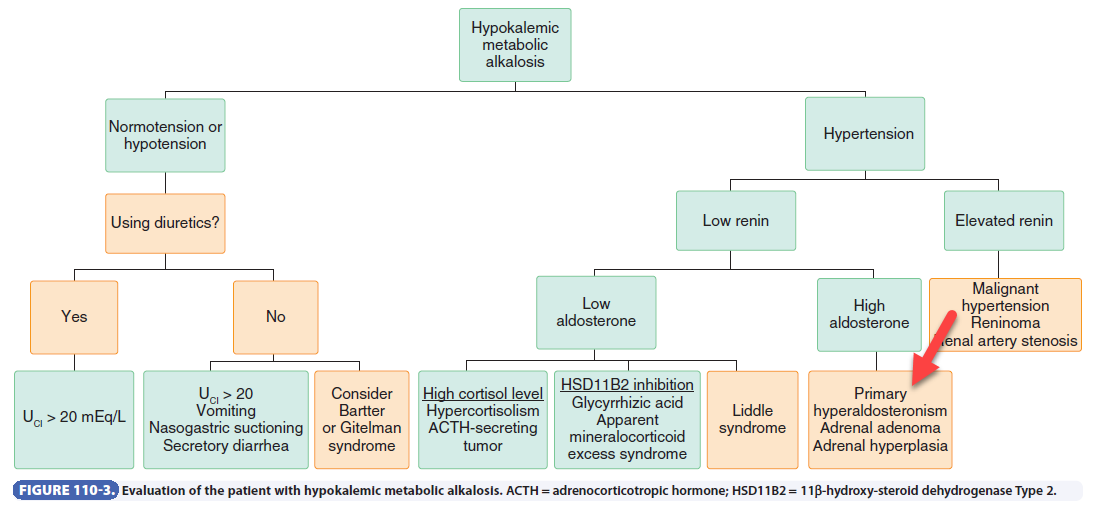 Hypokalemic
metabolic
alkalosis
Normotension or
hypotension
Hypertension
Using diuretics?
Low renin
Elevated renin
Yes
No
Low
aldosterone
High
aldosterone
Malignant
hypertension
Reninoma
enal artery stenosis
UCl > 20 mEq/L
UCl > 20
Vomiting
Nasogastric suctioning
Secretory diarrhea
Consider
Bartter
or Gitelman
syndrome
High cortisol level
Hypercortisolism
ACTH-secreting
tumor
HSD11B2 inhibition
Glycyrrhizic acid
Apparent
mineralocorticoid
excess syndrome
Liddle
syndrome
Primary
hyperaldosteronism
Adrenal adenoma
Adrenal hyperplasia
FIGURE 110-3. Evaluation of the patient with hypokalemic metabolic alkalosis. ACTH = adrenocorticotropic hormone; HSD11B2 = 11β-hydroxy-steroid dehydrogenase Type 2.